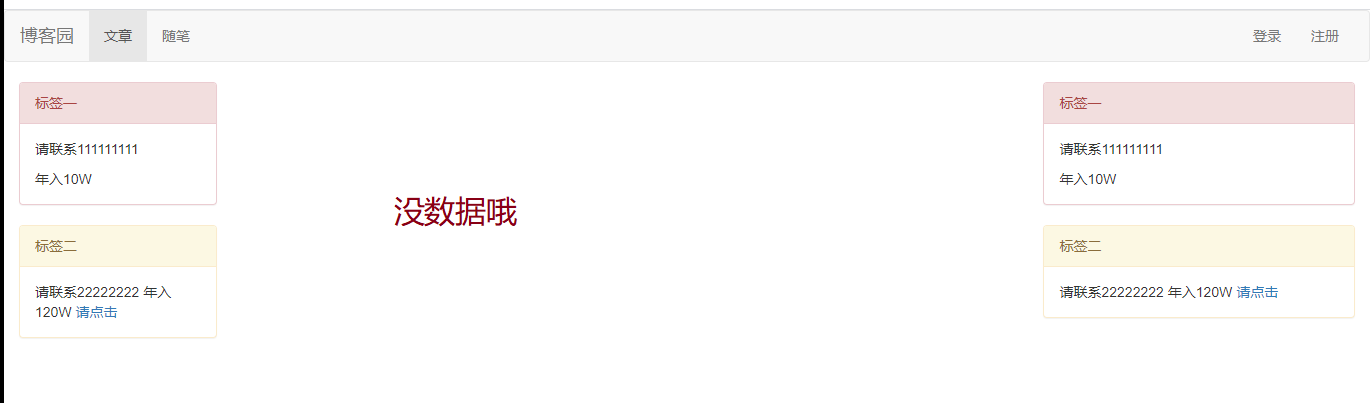 博客园 文章 随笔 登录 注册
标签一
请联系111111111
年入10W
标签二
请联系22222222 年入
120W 请点击
没数据哦
标签一
请联系111111111
年入10W
标签二
请联系22222222 年入120W 请点击